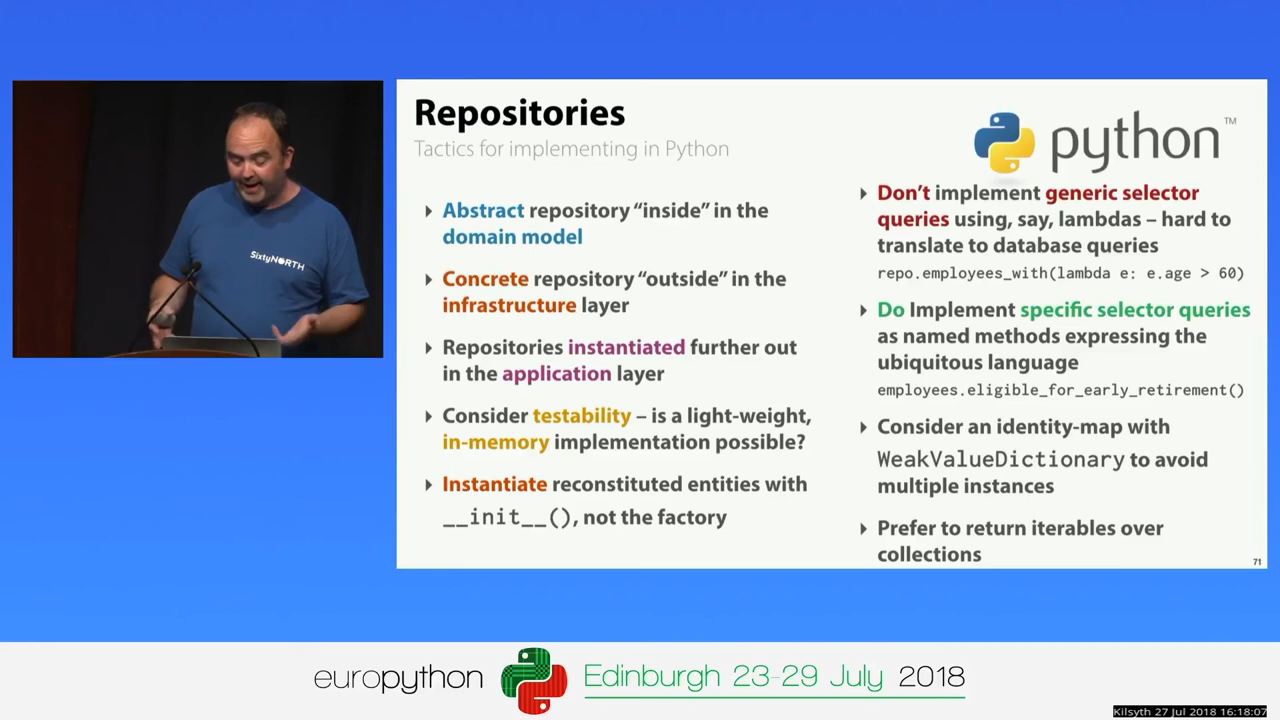 Repositories
Tactics for implementing in Python
Abstract repository “inside” in the
domain model
Concrete repository “outside” in the
infrastructure layer
Repositories instantiated further out
in the application layer
Consider testability – is a light-weight,
in-memory implementation possible?
Instantiate reconstituted entities with
__init__(), not the factory
python™
Don’t implement generic selector
queries using, say, lambdas – hard to
translate to database queries
repo.employees_with(lambda e: e.age > 60)
Do Implement specific selector queries
as named methods expressing the
ubiquitous language
employees.eligible_for_early_retirement()
Consider an identity-map with
WeakValueDictionary to avoid
multiple instances
Prefer to return iterables over
collections
71
SixtyNORTH
europython Edinburgh 23-29 July 2018
Kilsyth 27 Jul 2018 16:18:07